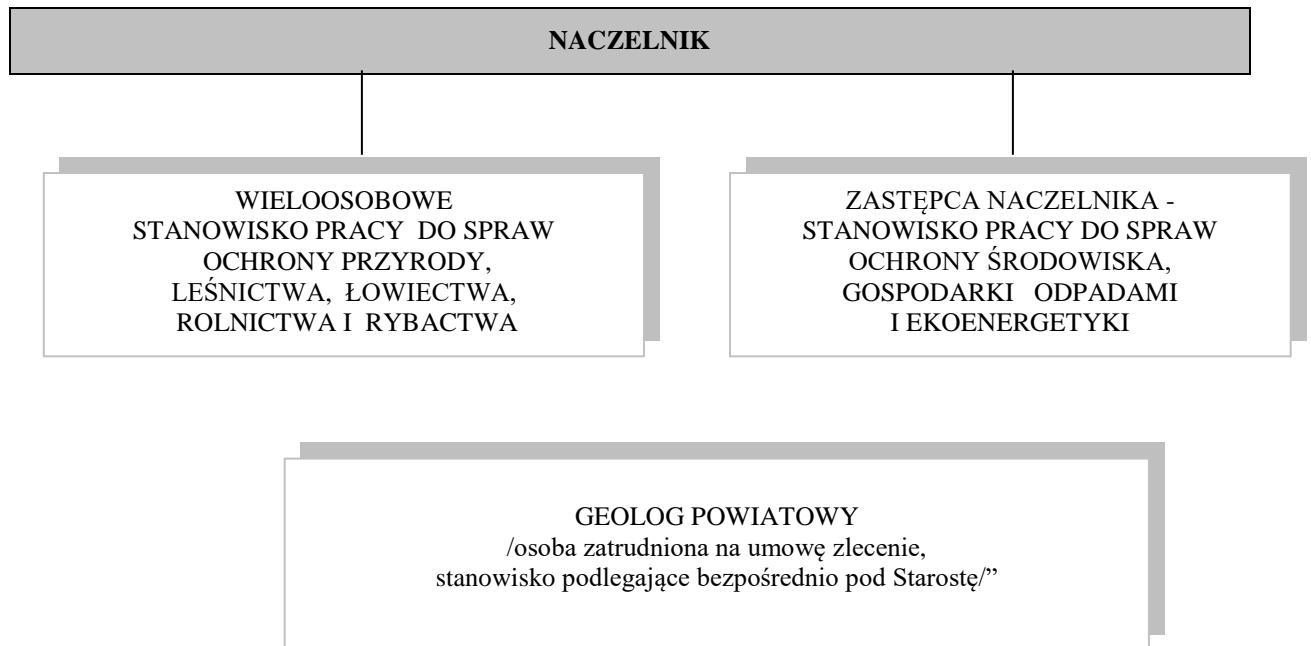 NACZELNIK
WIELOOSOBOWE
STANOWISKO PRACY DO SPRAW
OCHRONY PRZYRODY,
LEŚNICTWA, ŁOWIECTWA,
ROLNICTWA I RYBACTWA
ZASTĘPCA NACZELNIKA -
STANOWISKO PRACY DO SPRAW
OCHRONY ŚRODOWISKA,
GOSPODARKI ODPADAMI
I EKOENERGETYKI
GEOLOG POWIATOWY
/osoba zatrudniona na umowę zlecenie,
stanowisko podlegające bezpośrednio pod Starostę/”